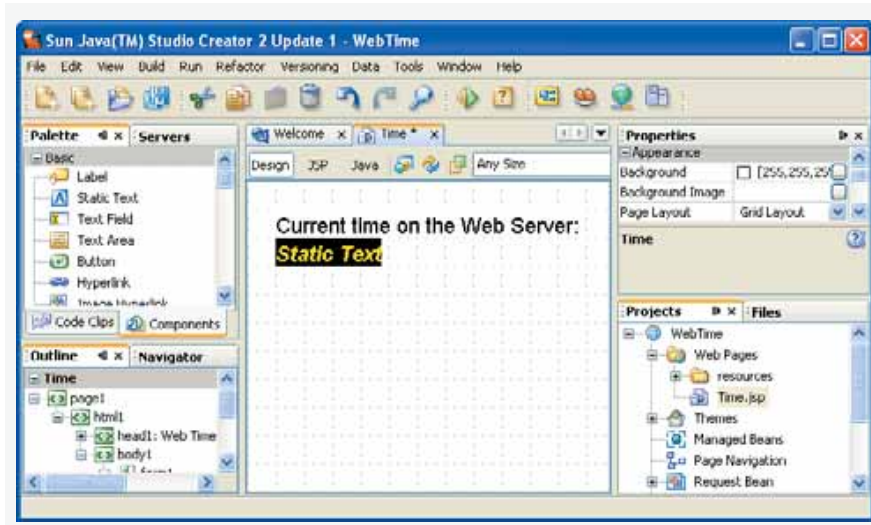 Sun Java(TM) Studio Creator 2 Update 1 - WebTime
File Edit View Build Run Refactor Versioning Data Tools Window Help
Palette
Servers
Basic
Label
Static Text
Text Field
Text Area
Button
Hyperlink
Image Hyperlink
Code Clips
Components
Outline
Navigator
Time
page1
html1
head1: Web Time
body1
form1
Welcome
Time *
Design
JSP
Java
Any Size
Current time on the Web Server:
Static Text
Properties
Appearance
Background
[255,255,25
Background Image
Page Layout
Grid Layout
Time
Projects
Files
WebTime
Web Pages
resources
Time.jsp
Themes
Managed Beans
Page Navigation
Request Bean